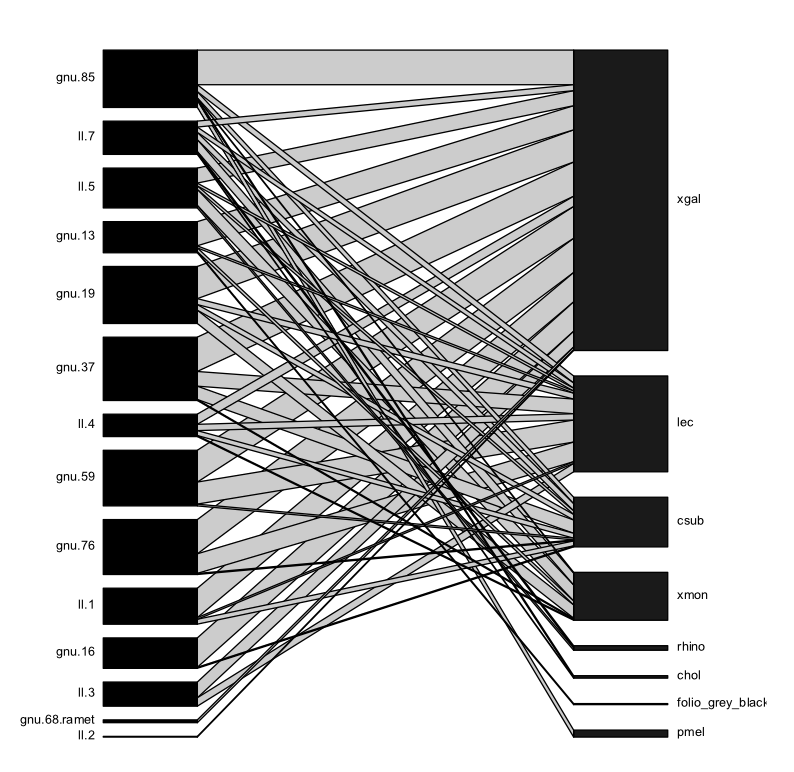 gnu.85
ll.7
ll.5
gnu.13
gnu.19
gnu.37
ll.4
gnu.59
gnu.76
ll.1
gnu.16
ll.3
gnu.68.ramet
ll.2
xgal
lec
csub
xmon
rhino
chol
folio_grey_black
pmel